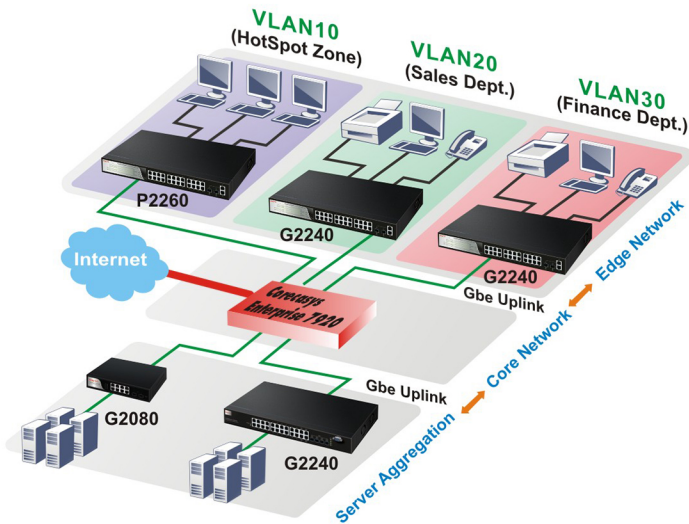 VLAN10
(HotSpot Zone)
VLAN20
(Sales Dept.)
VLAN30
(Finance Dept.)
P2260
G2240
G2240
Internet
Corecasys
Enterprise 7920
Gbe Uplink
Edge Network
Core Network
Server Aggregation
Gbe Uplink
G2080
G2240